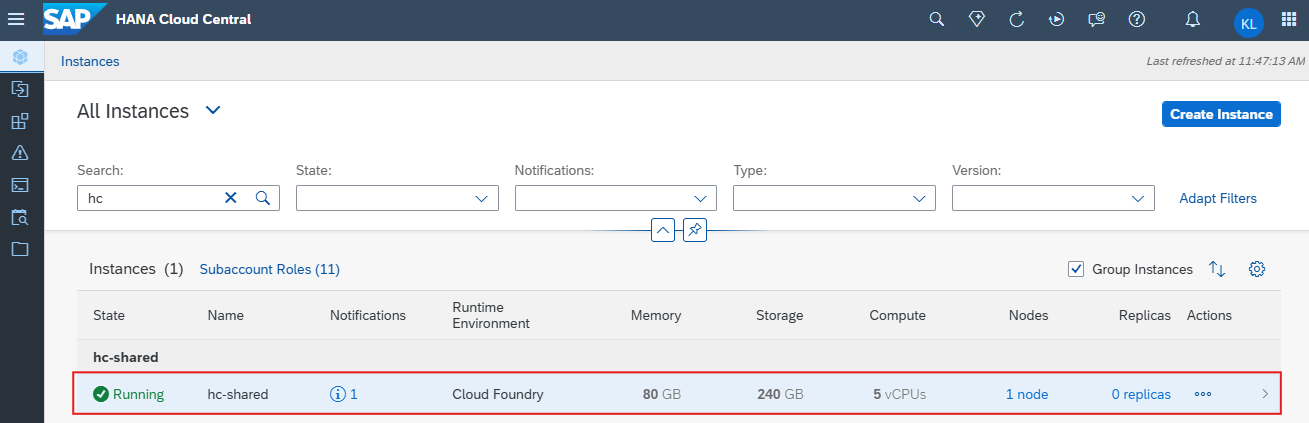 SAP HANA Cloud Central
KL
Instances
Last refreshed at 11:47:13 AM
All Instances
Create Instance
Search: State: Notifications: Type: Version:
hc
Adapt Filters
Instances (1) Subaccount Roles (11)
Group Instances
State Name Notifications Runtime Environment Memory Storage Compute Nodes Replicas Actions
hc-shared
Running hc-shared 1 Cloud Foundry 80 GB 240 GB 5 vCPUs 1 node 0 replicas